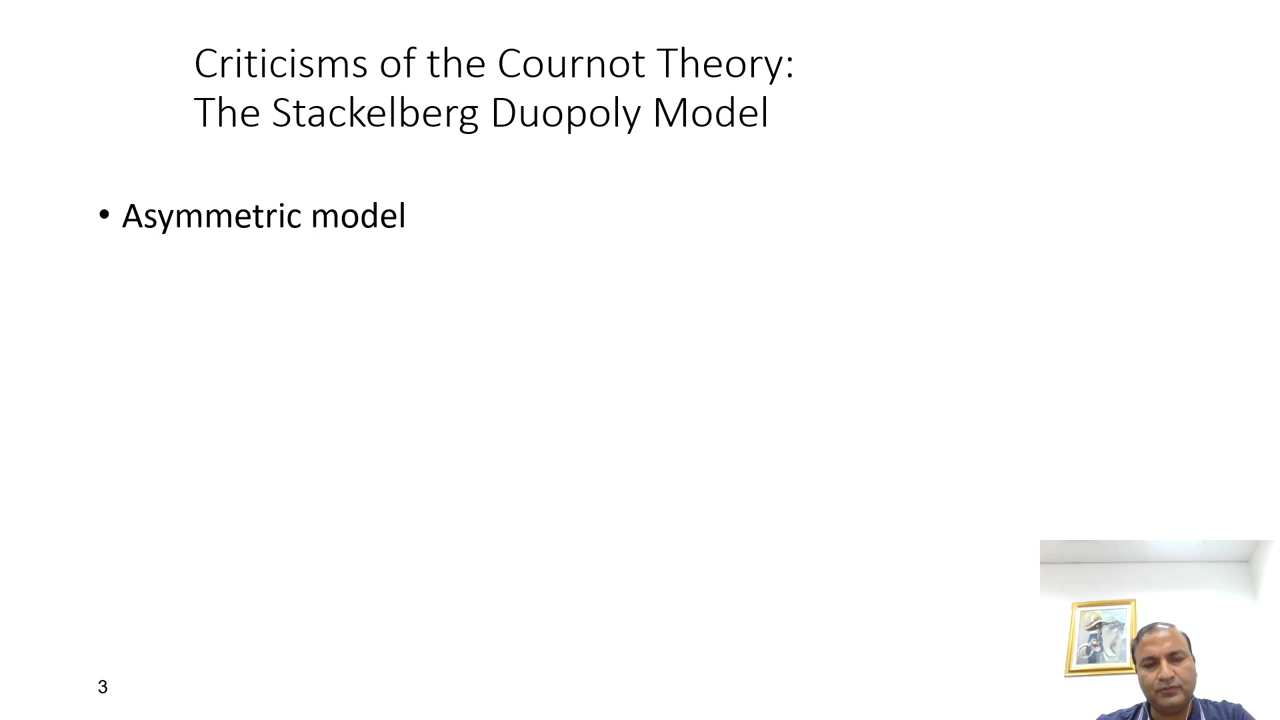 Criticisms of the Cournot Theory:
The Stackelberg Duopoly Model
• Asymmetric model
3